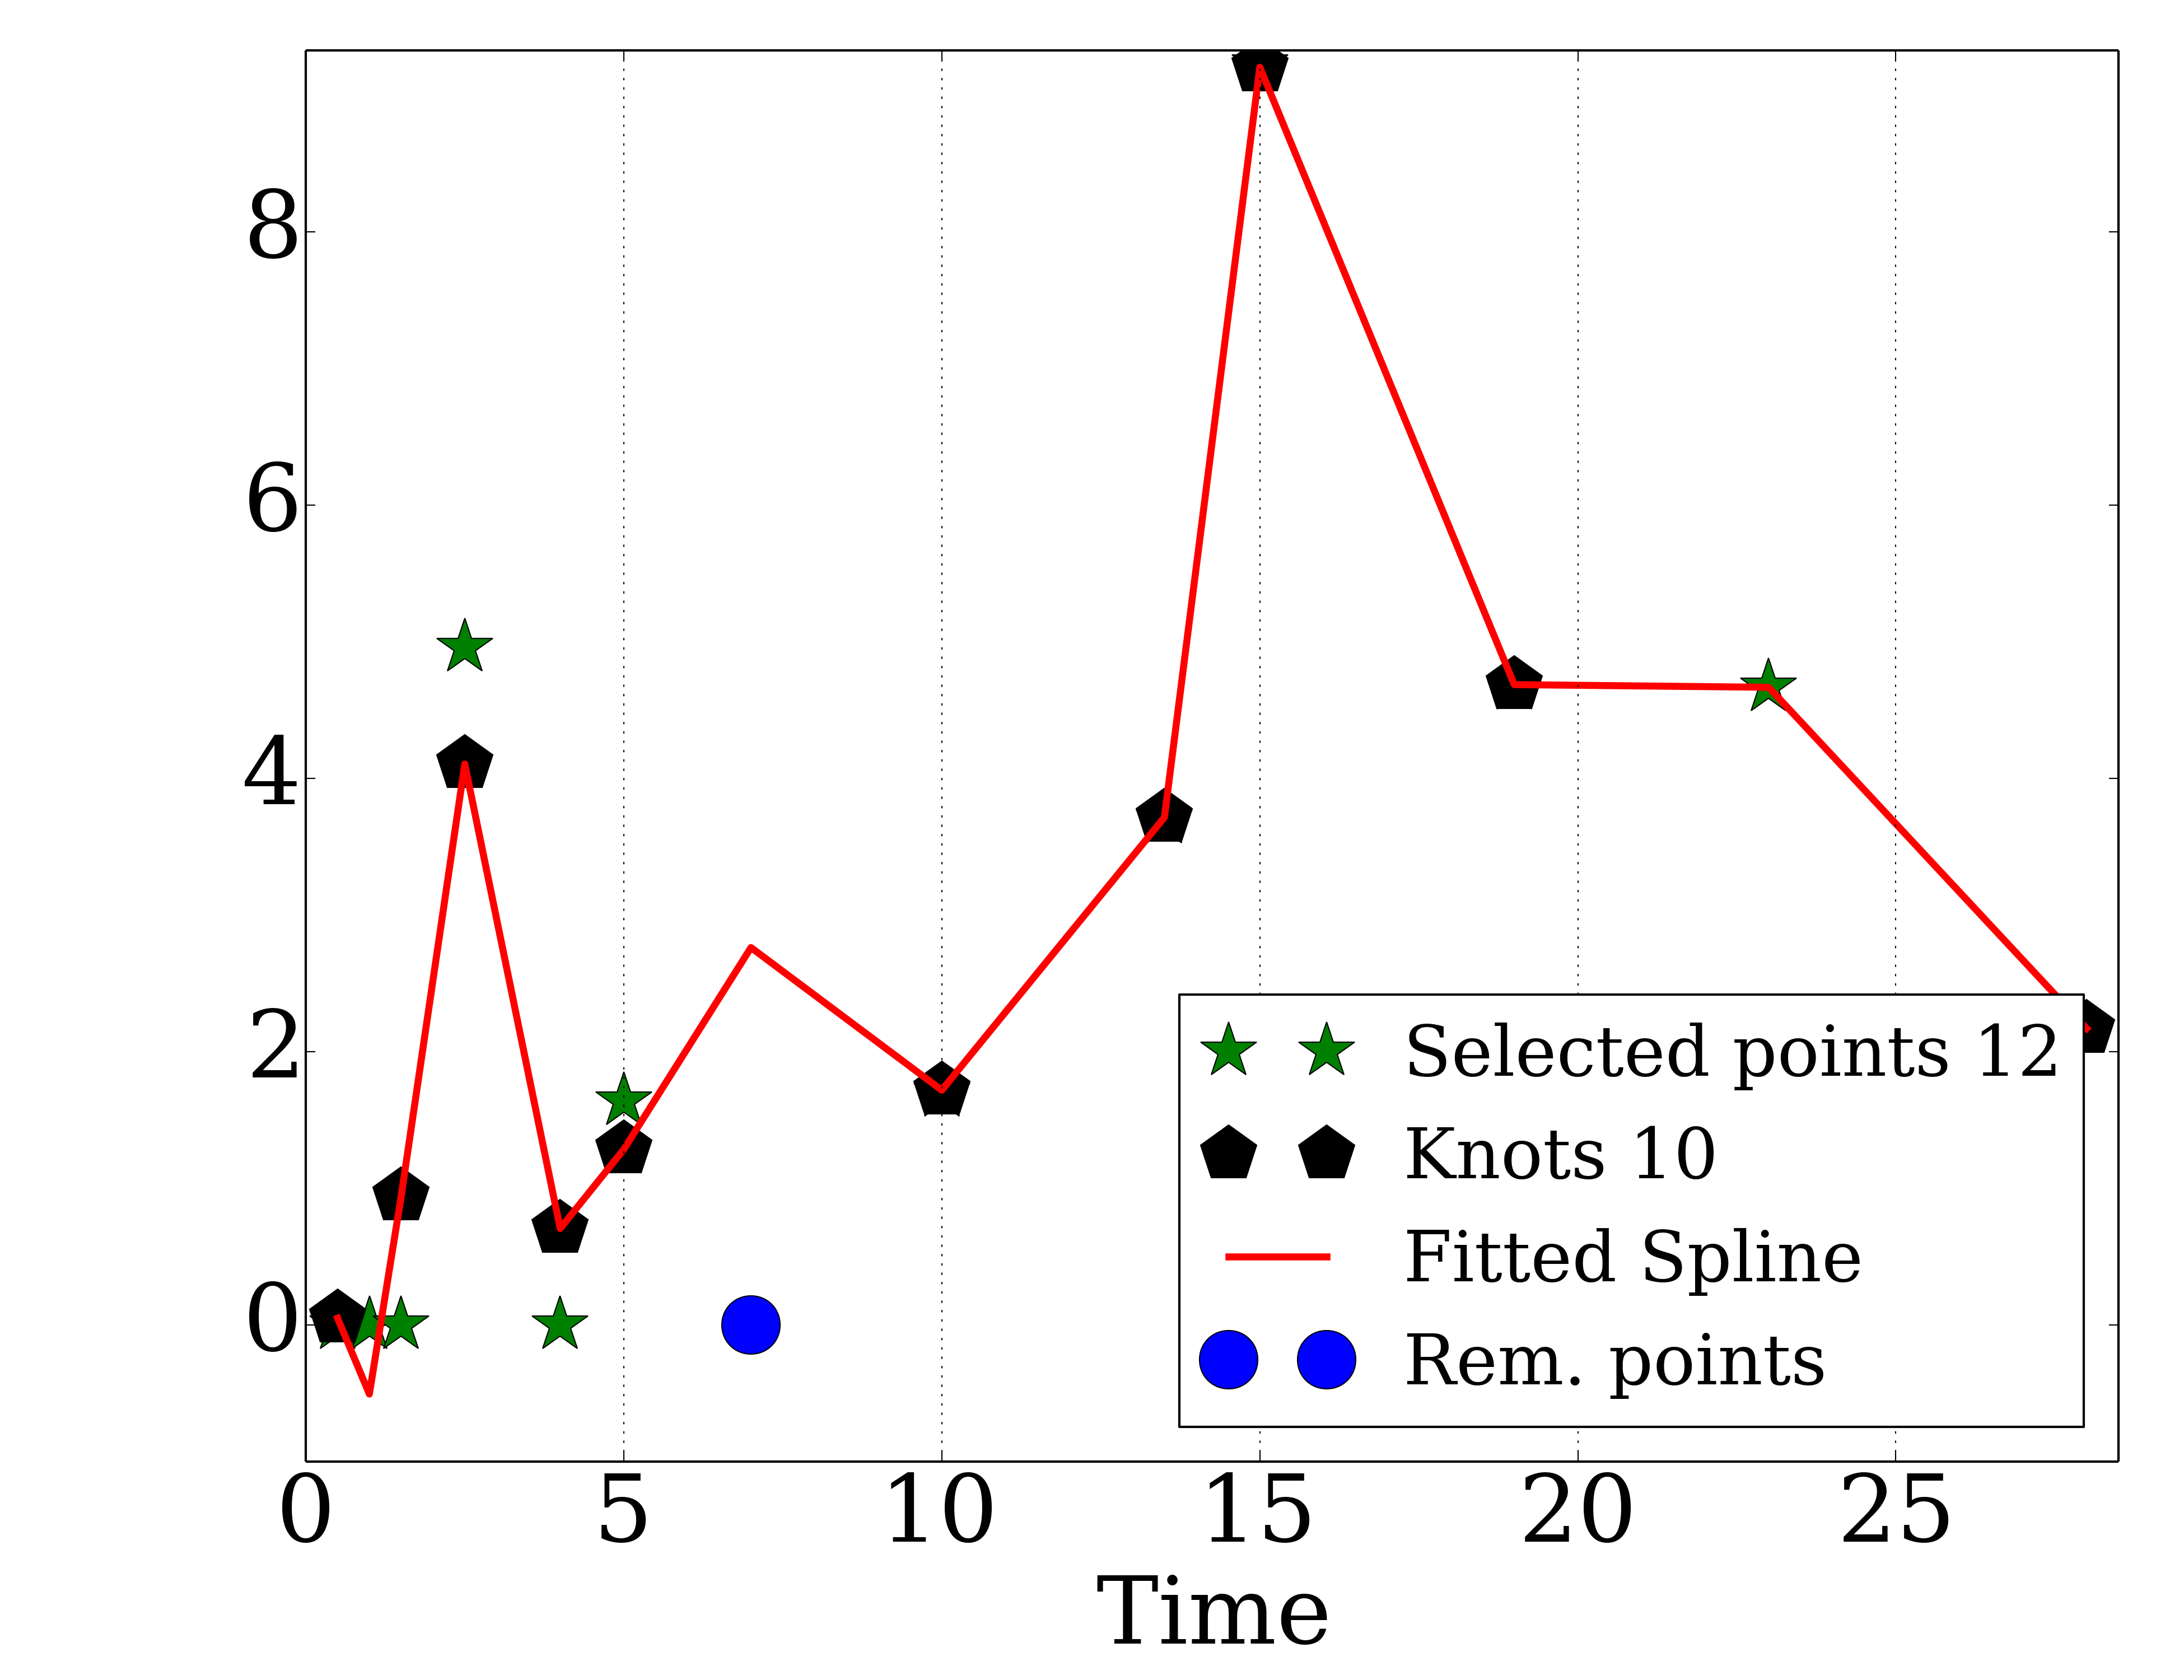 8
6
4
2
0
Selected points 12
Knots 10
Fitted Spline
Rem. points
0 5 10 15 20 25
Time